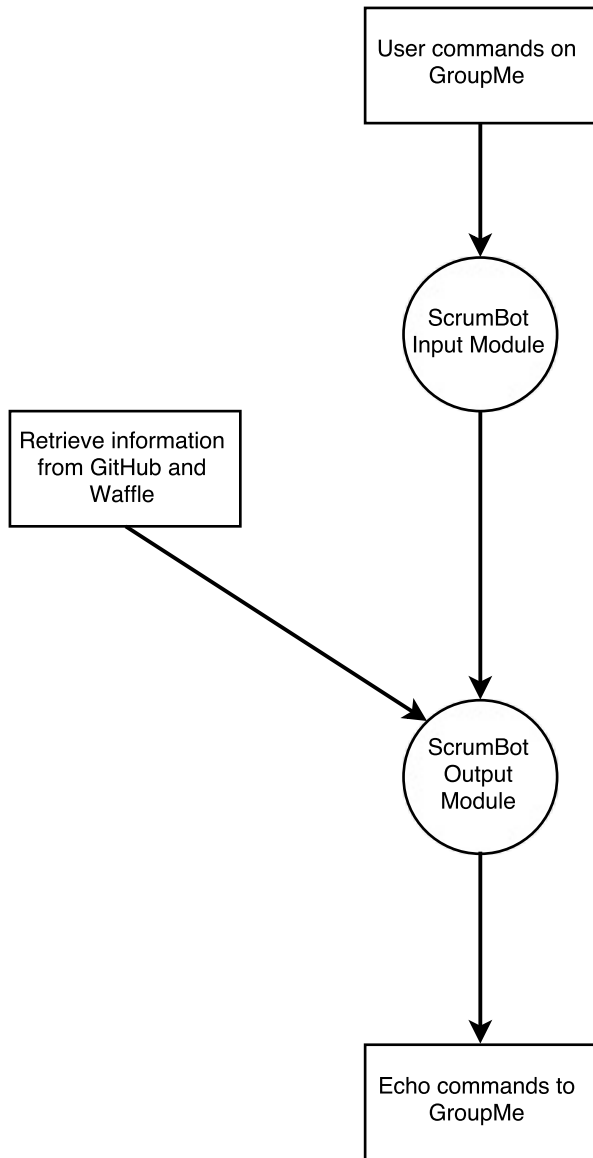 User commands on
GroupMe
ScrumBot
Input Module
Retrieve information
from GitHub and
Waffle
ScrumBot
Output
Module
Echo commands to
GroupMe